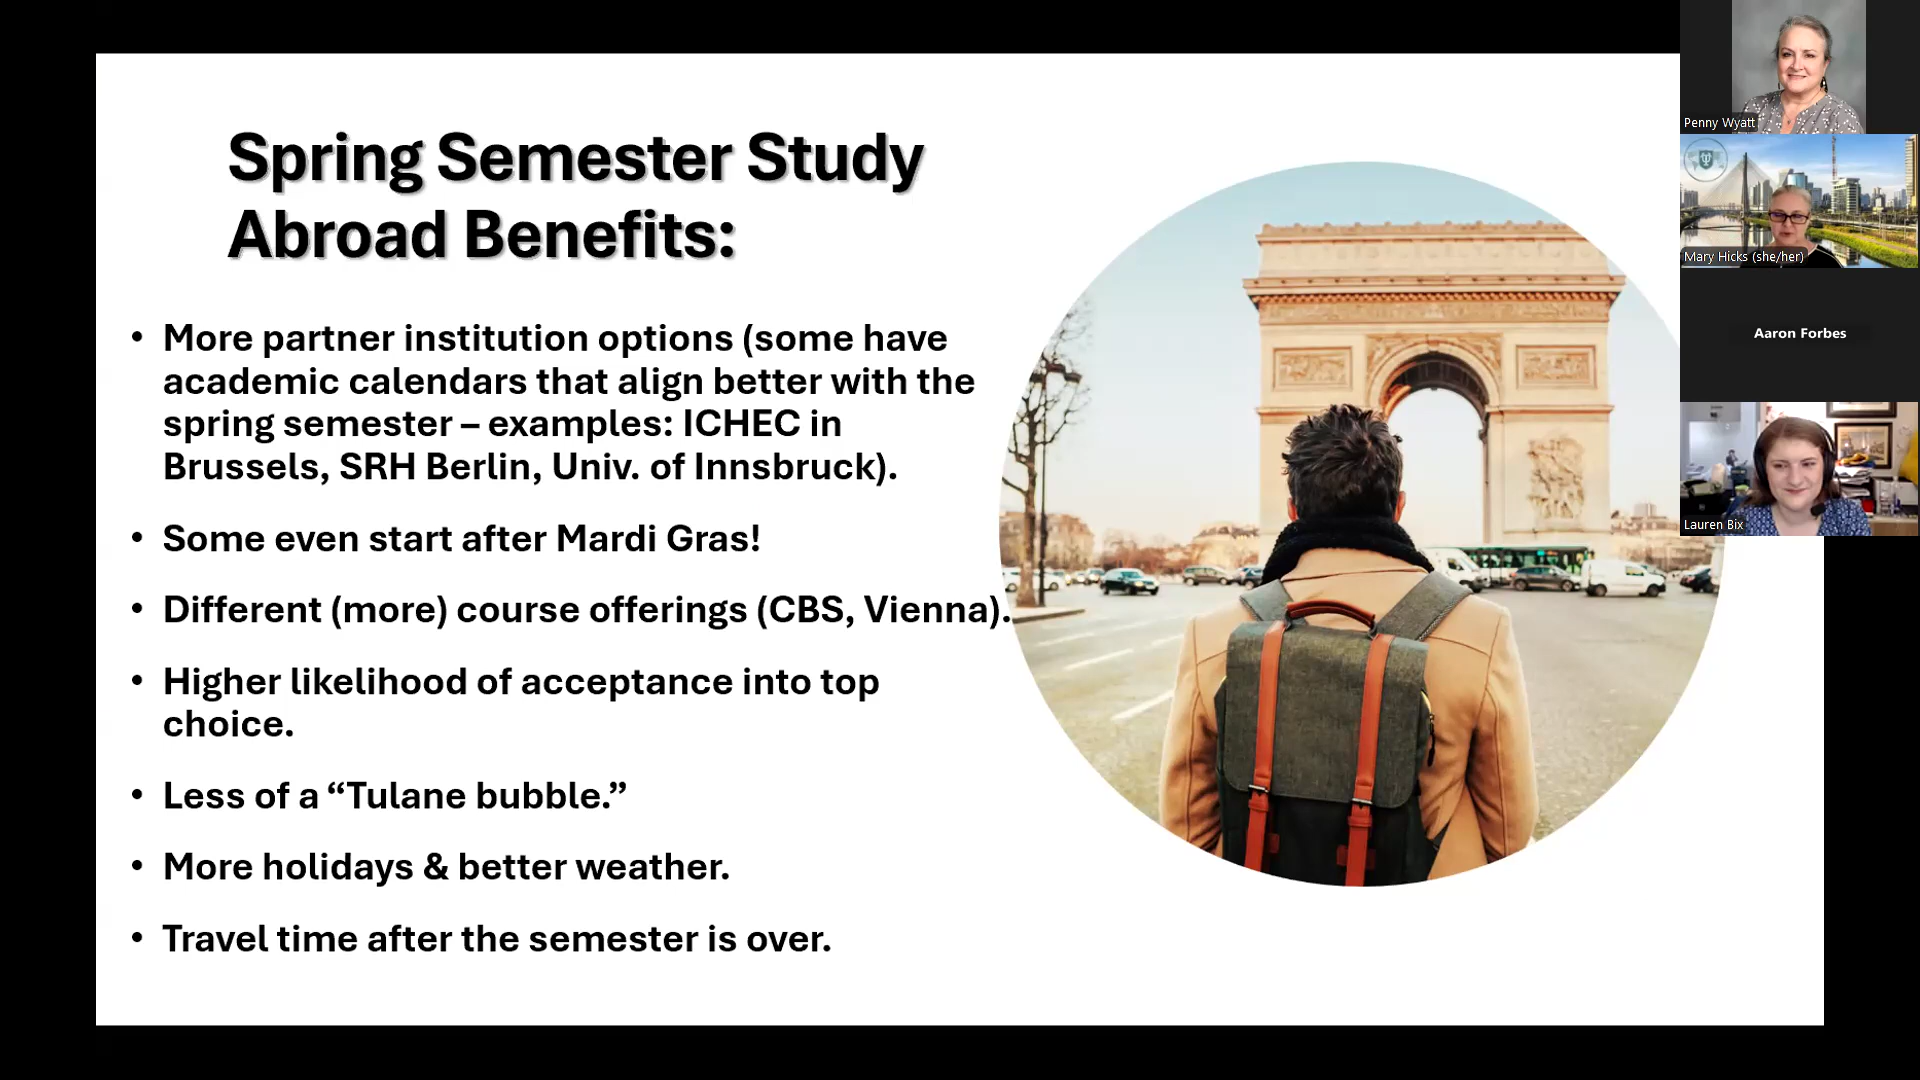 Spring Semester Study
Abroad Benefits:
• More partner institution options (some have
academic calendars that align better with the
spring semester – examples: ICHEC in
Brussels, SRH Berlin, Univ. of Innsbruck).
• Some even start after Mardi Gras!
• Different (more) course offerings (CBS, Vienna).
• Higher likelihood of acceptance into top
choice.
• Less of a “Tulane bubble.”
• More holidays & better weather.
• Travel time after the semester is over.
Penny Wyatt
Mary Hicks (she/her)
Aaron Forbes
Lauren Bix